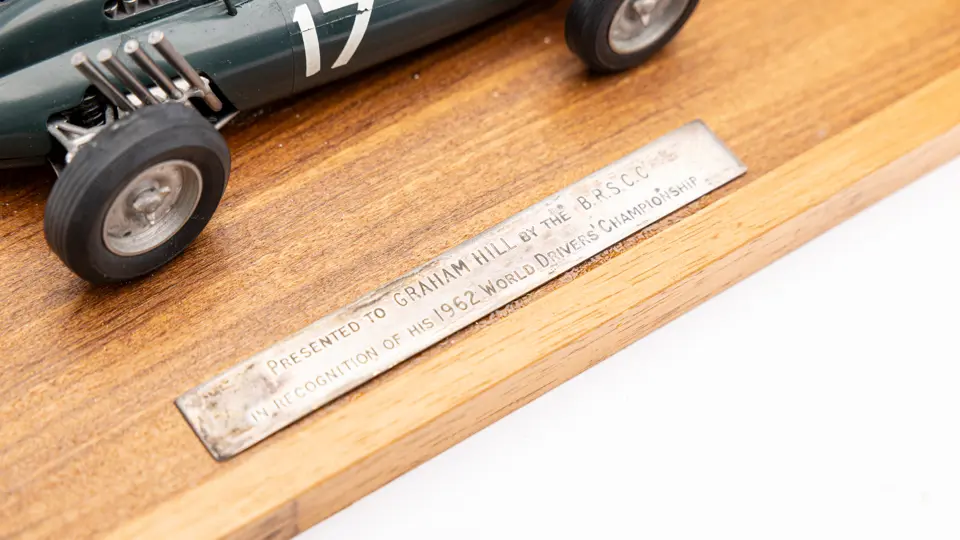 17
PRESENTED TO GRAHAM HILL BY THE B.R.S.C.C
IN RECOGNITION OF HIS 1962 WORLD DRIVERS' CHAMPIONSHIP